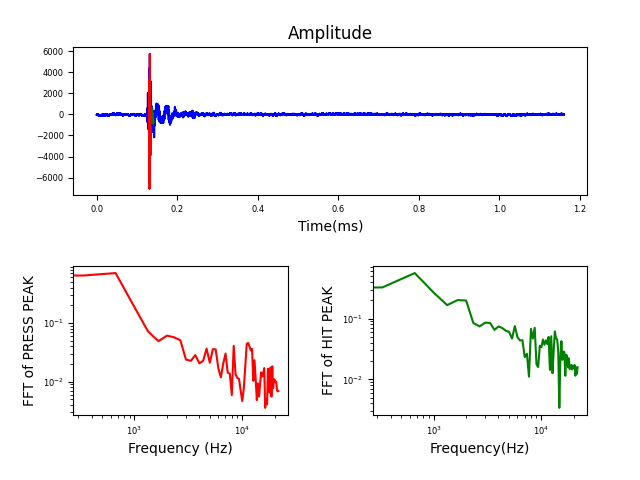 Amplitude
6000
4000
2000
0
−2000
−4000
−6000
0.0 0.2 0.4 0.6 0.8 1.0 1.2
Time(ms)
FFT of PRESS PEAK
10⁻¹
10⁻²
10³ 10⁴
Frequency (Hz)
FFT of HIT PEAK
10⁻¹
10⁻²
10³ 10⁴
Frequency(Hz)